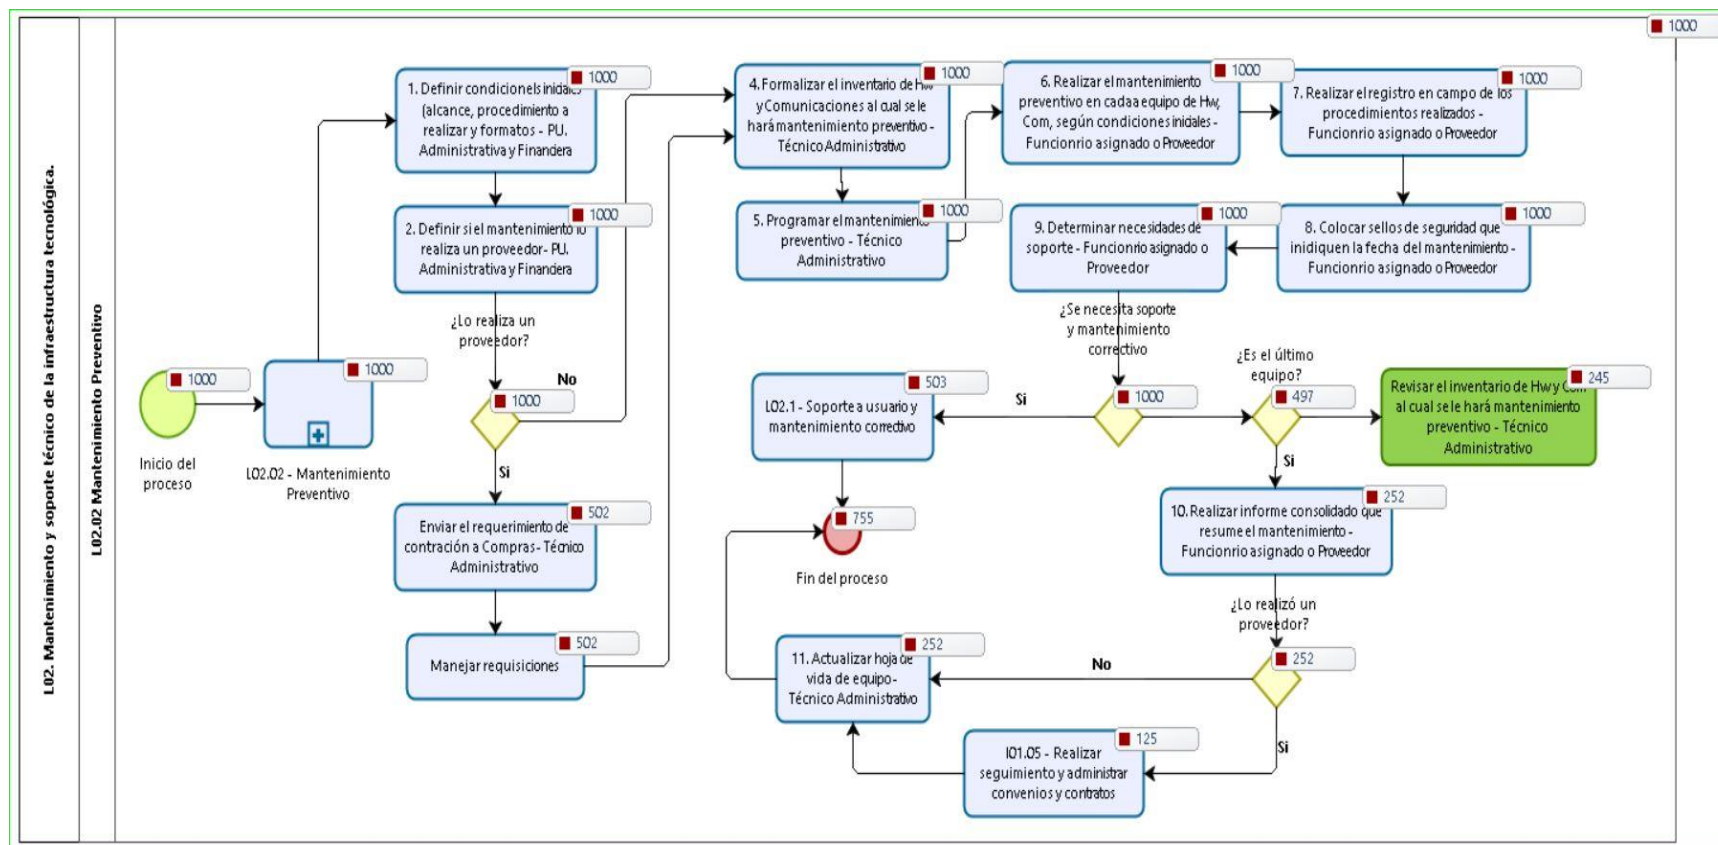 L02. Mantenimiento y soporte técnico de la infraestructura tecnológica.
L02.02 Mantenimiento Preventivo
1000
1000
Inicio del
proceso
1000
L02.02 - Mantenimiento
Preventivo
1000
1. Definir condicionels iniciales
(alcance, procedimiento a
realizar y formatos - PU.
Administrativa y Financiera
1000
2. Definir si el mantenimiento lo
realiza un proveedor- PU.
Administrativa y Financiera
¿Lo realiza un
proveedor?
1000
No
Si
502
Enviar el requerimiento de
contración a Compras- Técnico
Administrativo
502
Manejar requisiciones
1000
4. Formalizar el inventario de Hw
y Comunicaciones al cual se le
hará mantenimiento preventivo -
Técnico Administrativo
1000
5. Programar el mantenimiento
preventivo - Técnico
Administrativo
1000
6. Realizar el mantenimiento
preventivo en cadaa equipo de Hw,
Com, según condiciones iniciales -
Funcionrio asignado o Proveedor
1000
7. Realizar el registro en campo de los
procedimientos realizados -
Funcionrio asignado o Proveedor
1000
8. Colocar sellos de seguridad que
inidiquen la fecha del mantenimiento -
Funcionrio asignado o Proveedor
1000
9. Determinar necesidades de
soporte - Funcionrio asignado o
Proveedor
¿Se necesita soporte
y mantenimiento
correctivo
1000
Si
503
L02.1 - Soporte a usuario y
mantenimiento correctivo
755
Fin del proceso
¿Es el último
equipo?
497
245
Revisar el inventario de Hw y Com
al cual se le hará mantenimiento
preventivo - Técnico
Administrativo
Si
252
10. Realizar informe consolidado que
resume el mantenimiento -
Funcionrio asignado o Proveedor
¿Lo realizó un
proveedor?
252
No
Si
252
11. Actualizar hoja de
vida de equipo-
Técnico Administrativo
125
I01.05 - Realizar
seguimiento y administrar
convenios y contratos